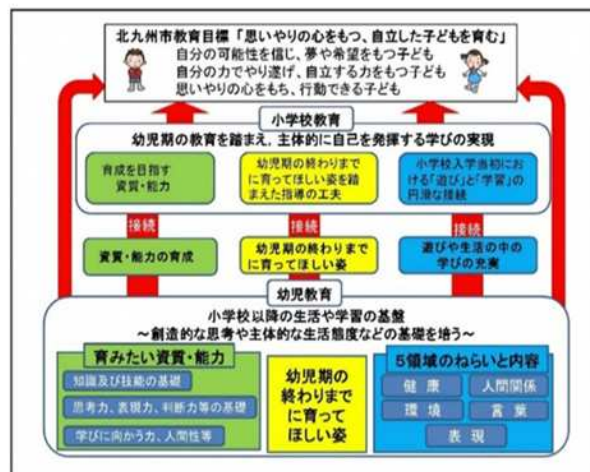 北九州市教育目標「思いやりの心をもつ、自立した子どもを育む」
自分の可能性を信じ、夢や希望をもつ子ども
自分の力でやり遂げ、自立する力をもつ子ども
思いやりの心をもち、行動できる子ども
小学校教育
幼児期の教育を踏まえ、主体的に自己を発揮する学びの実現
育成を目指す
資質・能力
幼児期の終わりまで
に育ってほしい姿を踏
まえた指導の工夫
小学校入学当初にお
ける「遊び」と「学習」の
円滑な接続
接続
接続
接続
資質・能力の育成
幼児期の終わりまで
に育ってほしい姿
遊びや生活の中の
学びの充実
幼児教育
小学校以降の生活や学習の基盤
～創造的な思考や主体的な生活態度などの基礎を培う～
育みたい資質・能力
知識及び技能の基礎
思考力、表現力、判断力等の基礎
学びに向かう力、人間性等
幼児期の
終わりまで
に育って
ほしい姿
5領域のねらいと内容
健 康
人間関係
環 境
言 葉
表 現